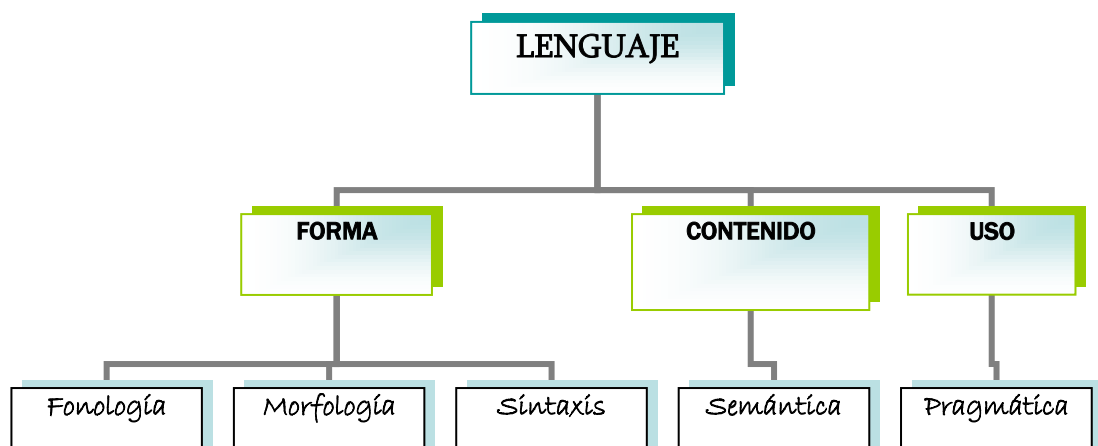 LENGUAJE
FORMA
CONTENIDO
USO
Fonología
Morfología
Sintaxis
Semántica
Pragmática